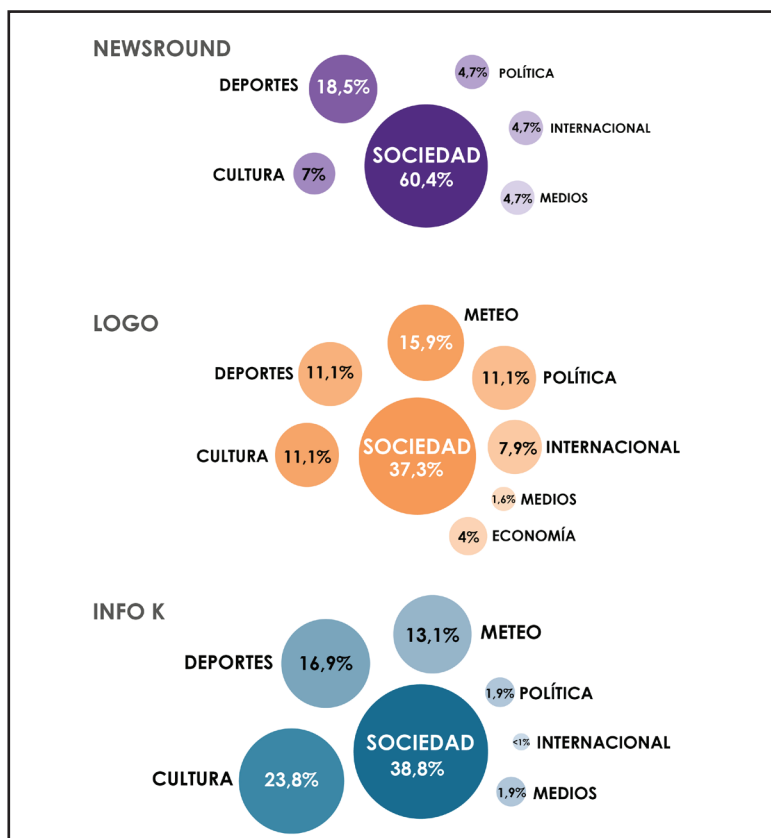 NEWSROUND
DEPORTES 18,5%
4,7% POLÍTICA
4,7% INTERNACIONAL
SOCIEDAD
60,4%
CULTURA 7%
4,7% MEDIOS
LOGO
METEO
15,9%
DEPORTES 11,1%
11,1% POLÍTICA
SOCIEDAD
37,3%
7,9% INTERNACIONAL
CULTURA 11,1%
1,6% MEDIOS
4% ECONOMÍA
INFO K
13,1% METEO
DEPORTES 16,9%
1,9% POLÍTICA
SOCIEDAD
38,8%
<1% INTERNACIONAL
CULTURA 23,8%
1,9% MEDIOS